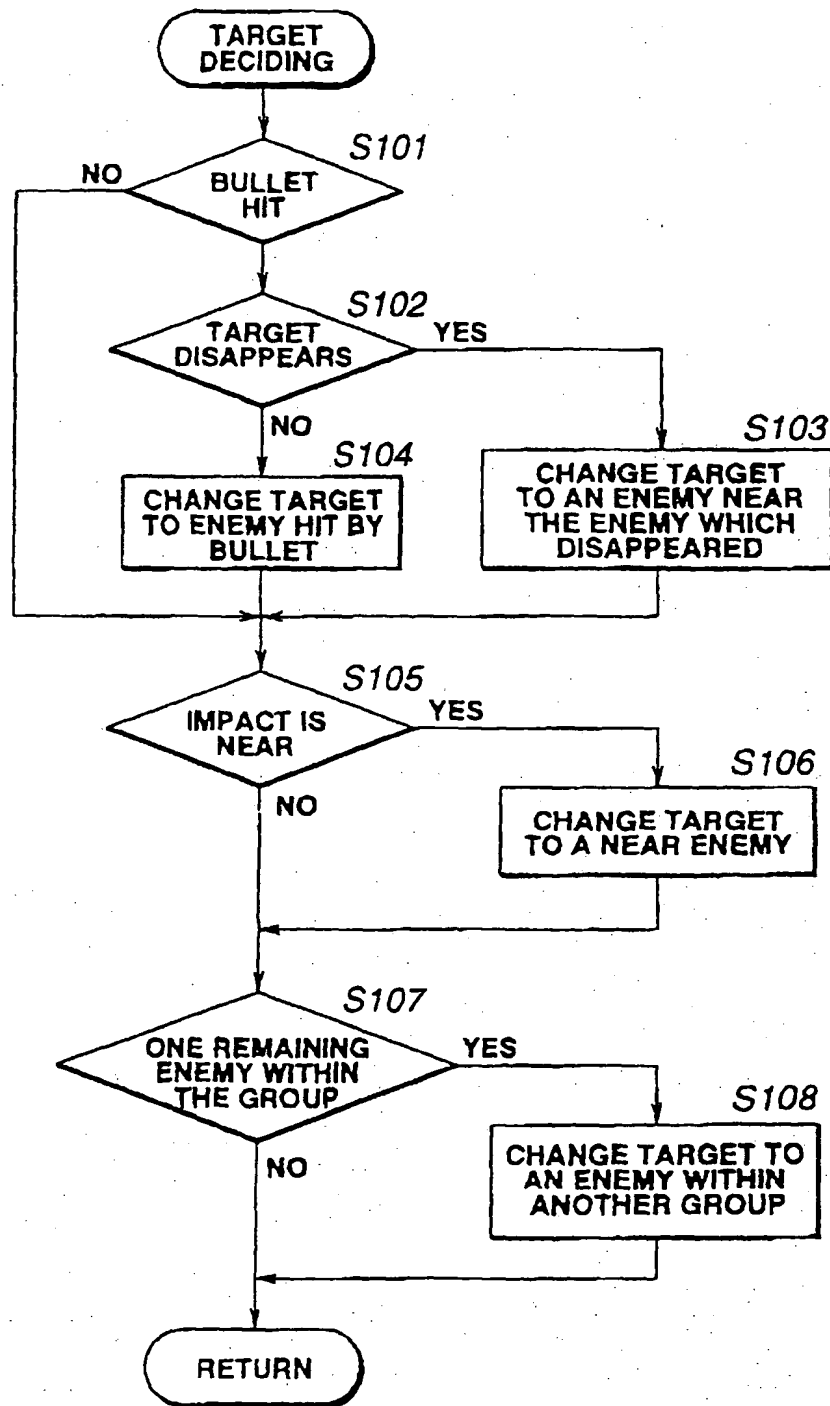 TARGET
DECIDING
S101
NO
BULLET
HIT
S102
TARGET
DISAPPEARS
YES
NO
S103
S104
CHANGE TARGET
TO ENEMY HIT BY
BULLET
CHANGE TARGET
TO AN ENEMY NEAR
THE ENEMY WHICH
DISAPPEARED
S105
IMPACT IS
NEAR
YES
NO
S106
CHANGE TARGET
TO A NEAR ENEMY
S107
ONE REMAINING
ENEMY WITHIN
THE GROUP
YES
NO
S108
CHANGE TARGET TO
AN ENEMY WITHIN
ANOTHER GROUP
RETURN